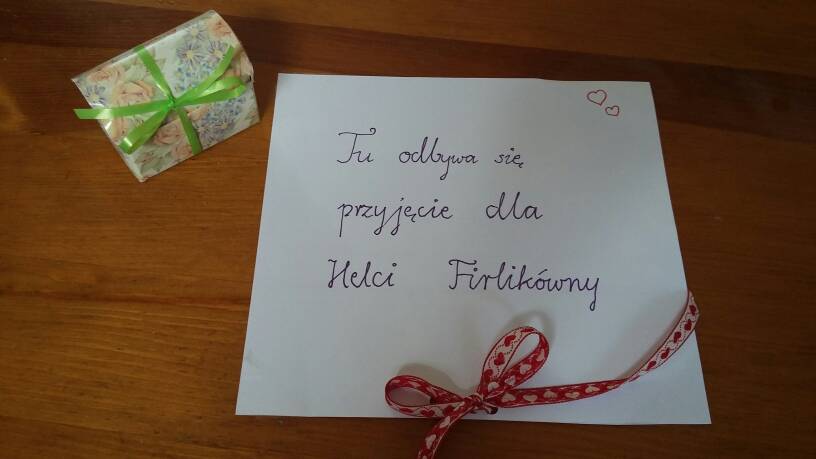 Tu odbywa się
przyjęcie dla
Helci Firlikówny